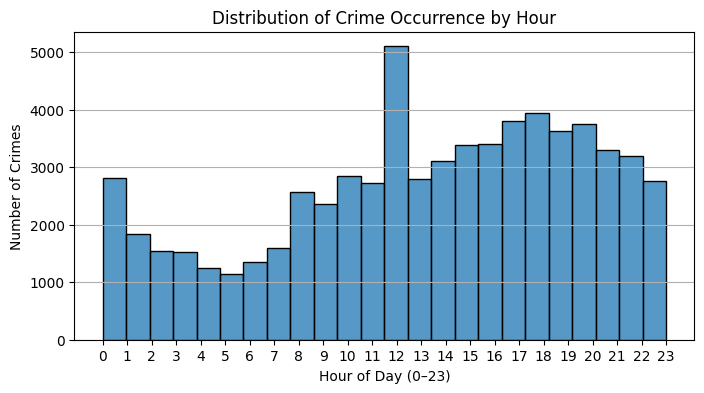 Distribution of Crime Occurrence by Hour
5000
4000
3000
2000
1000
0
Number of Crimes
0 1 2 3 4 5 6 7 8 9 10 11 12 13 14 15 16 17 18 19 20 21 22 23
Hour of Day (0–23)